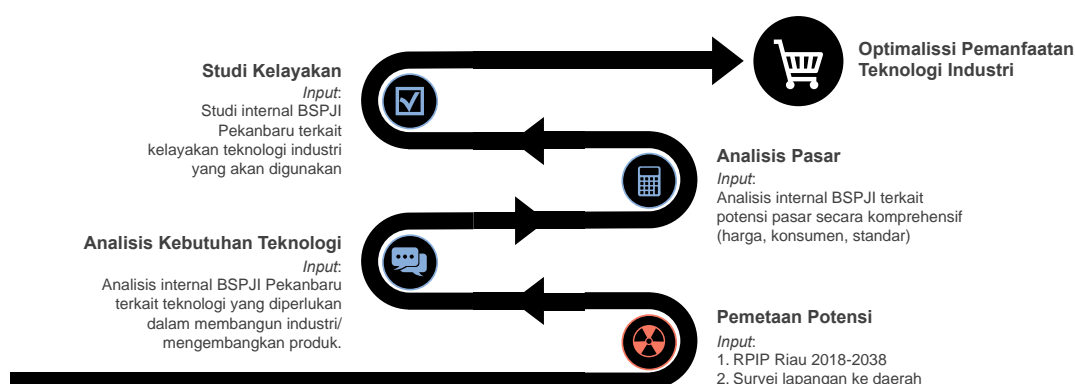 Optimalissi Pemanfaatan
Teknologi Industri
Studi Kelayakan
Input:
Studi internal BSPJI
Pekanbaru terkait
kelayakan teknologi industri
yang akan digunakan
Analisis Pasar
Input:
Analisis internal BSPJI terkait
potensi pasar secara komprehensif
(harga, konsumen, standar)
Analisis Kebutuhan Teknologi
Input:
Analisis internal BSPJI Pekanbaru
terkait teknologi yang diperlukan
dalam membangun industri/
mengembangkan produk.
Pemetaan Potensi
Input:
1. RPIP Riau 2018-2038
2. Survei lapangan ke daerah